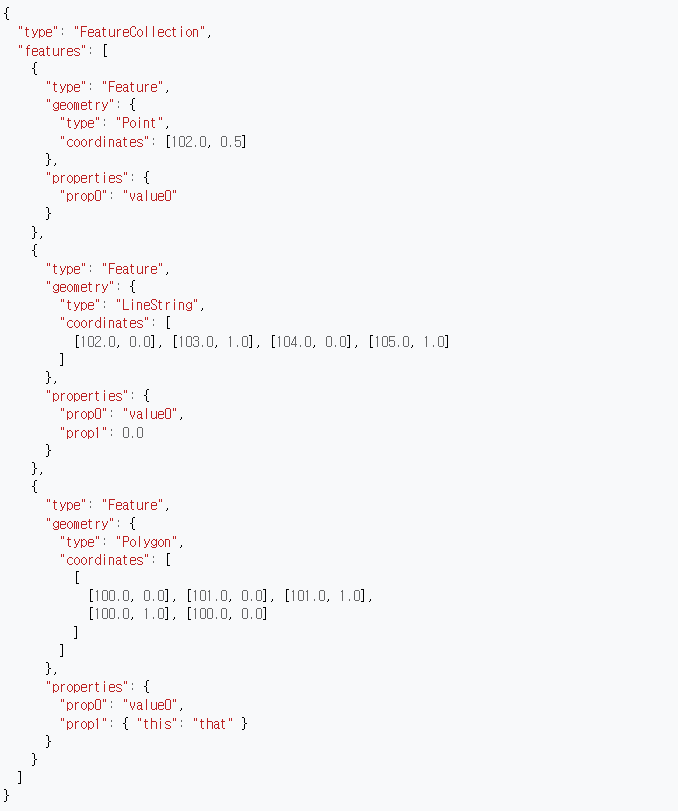 {
  "type": "FeatureCollection",
  "features": [
    {
      "type": "Feature",
      "geometry": {
        "type": "Point",
        "coordinates": [102.0, 0.5]
      },
      "properties": {
        "prop0": "value0"
      }
    },
    {
      "type": "Feature",
      "geometry": {
        "type": "LineString",
        "coordinates": [
          [102.0, 0.0], [103.0, 1.0], [104.0, 0.0], [105.0, 1.0]
        ]
      },
      "properties": {
        "prop0": "value0",
        "prop1": 0.0
      }
    },
    {
      "type": "Feature",
      "geometry": {
        "type": "Polygon",
        "coordinates": [
          [
            [100.0, 0.0], [101.0, 0.0], [101.0, 1.0],
            [100.0, 1.0], [100.0, 0.0]
          ]
        ]
      },
      "properties": {
        "prop0": "value0",
        "prop1": { "this": "that" }
      }
    }
  ]
}